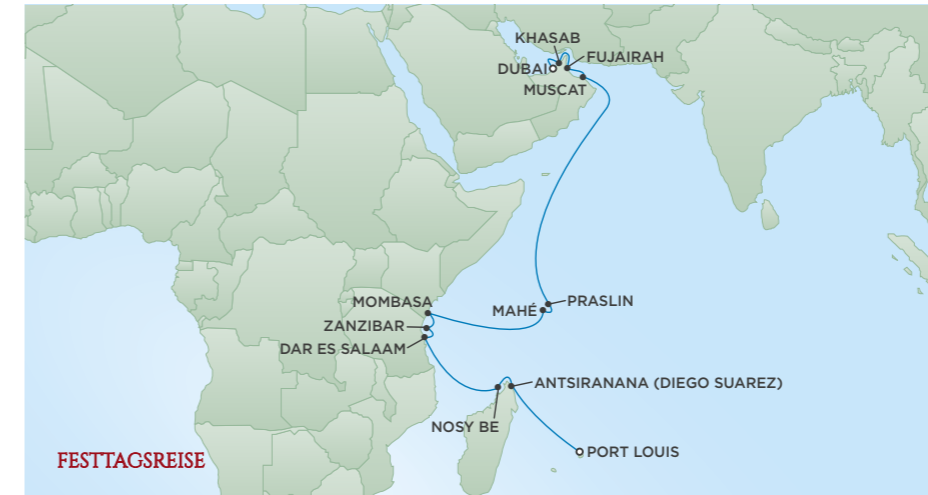 KHASAB
FUJAIRAH
DUBAI
MUSCAT
PRASLIN
MAHÉ
MOMBASA
ZANZIBAR
DAR ES SALAAM
ANTSIRANANA (DIEGO SUAREZ)
NOSY BE
PORT LOUIS
FESTTAGSREISE